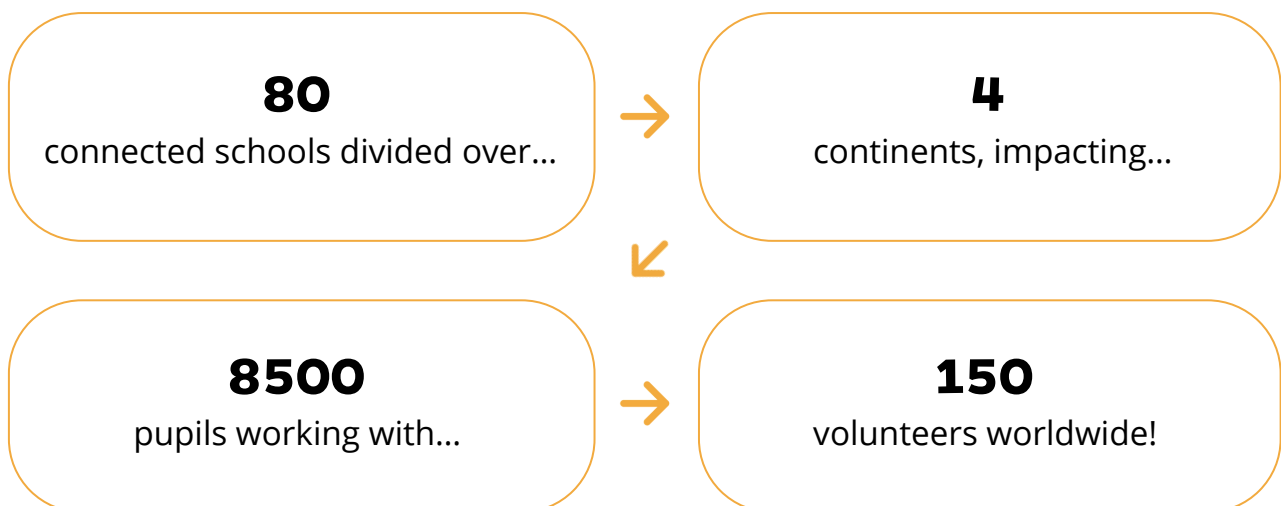 80
connected schools divided over...
4
continents, impacting...
8500
pupils working with...
150
volunteers worldwide!